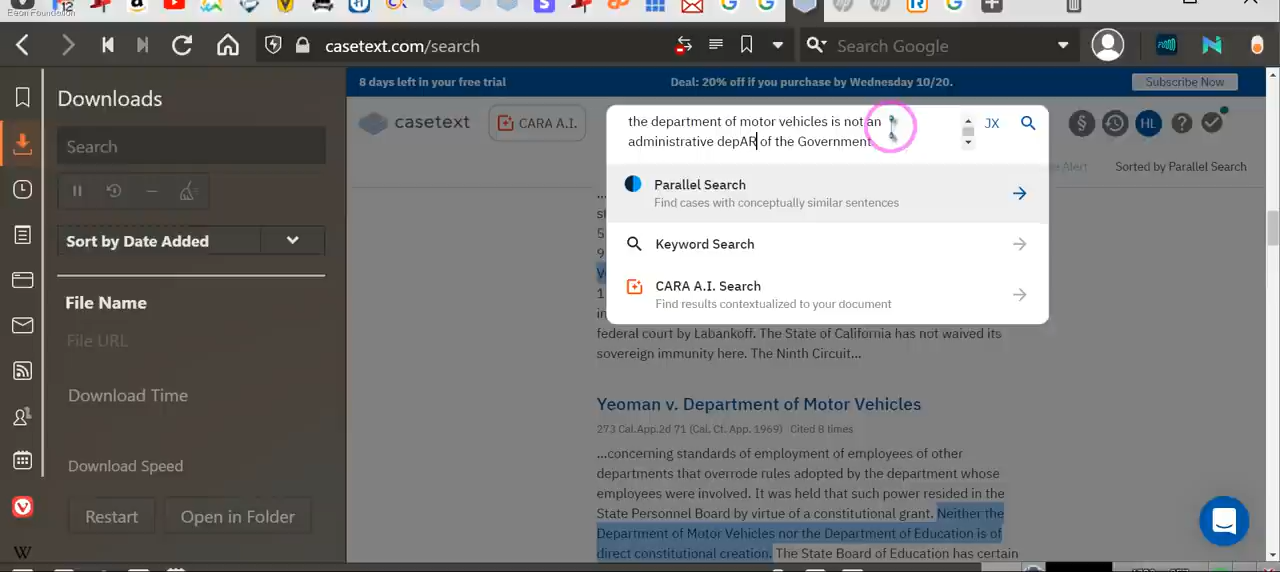 Eeon Foundation
12
casetext.com/search
Search Google
Downloads
Search
Sort by Date Added
File Name
File URL
Download Time
Download Speed
Restart
Open in Folder
W
8 days left in your free trial
Deal: 20% off if you purchase by Wednesday 10/20.
Subscribe Now
casetext
CARA A.I.
the department of motor vehicles is not an
administrative depAR of the Government
JX
HL
Alert
Sorted by Parallel Search
Parallel Search
Find cases with conceptually similar sentences
Keyword Search
CARA A.I. Search
Find results contextualized to your document
federal court by Labankoff. The State of California has not waived its
sovereign immunity here. The Ninth Circuit...
Yeoman v. Department of Motor Vehicles
273 Cal.App.2d 71 (Cal. Ct. App. 1969) Cited 8 times
...concerning standards of employment of employees of other
departments that overrode rules adopted by the department whose
employees were involved. It was held that such power resided in the
State Personnel Board by virtue of a constitutional grant. Neither the
Department of Motor Vehicles nor the Department of Education is of
direct constitutional creation. The State Board of Education has certain